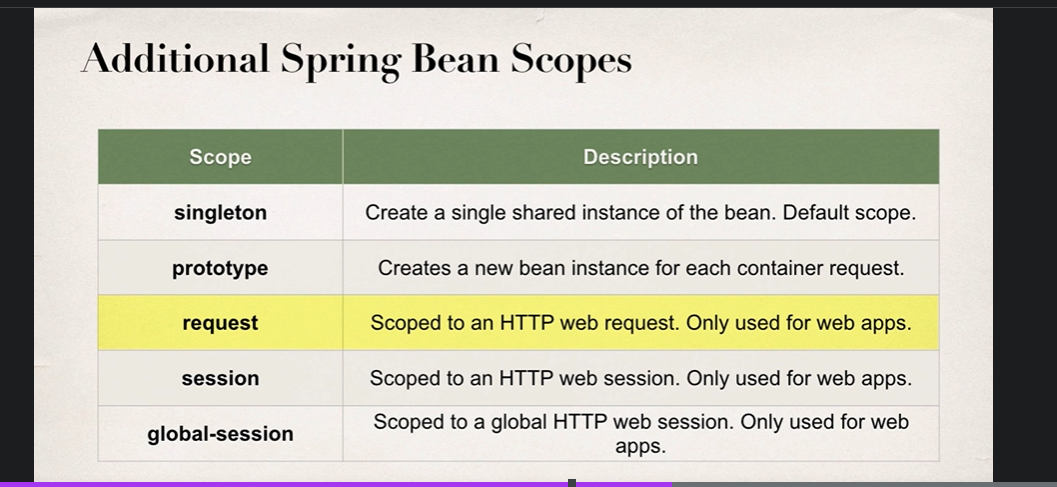 Additional Spring Bean Scopes
Scope Description
singleton Create a single shared instance of the bean. Default scope.
prototype Creates a new bean instance for each container request.
request Scoped to an HTTP web request. Only used for web apps.
session Scoped to an HTTP web session. Only used for web apps.
global-session Scoped to a global HTTP web session. Only used for web
apps.